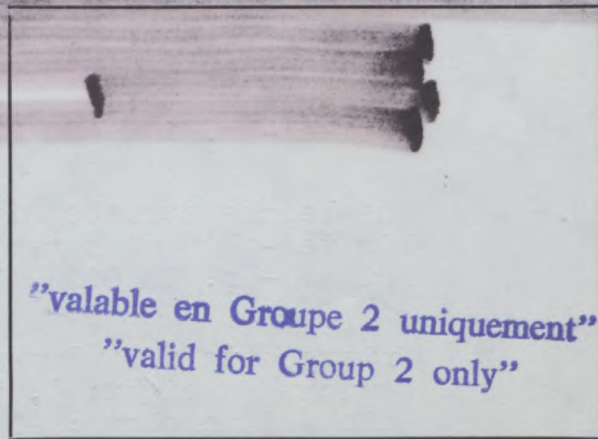 ”valable en Groupe 2 uniquement”
”valid for Group 2 only”